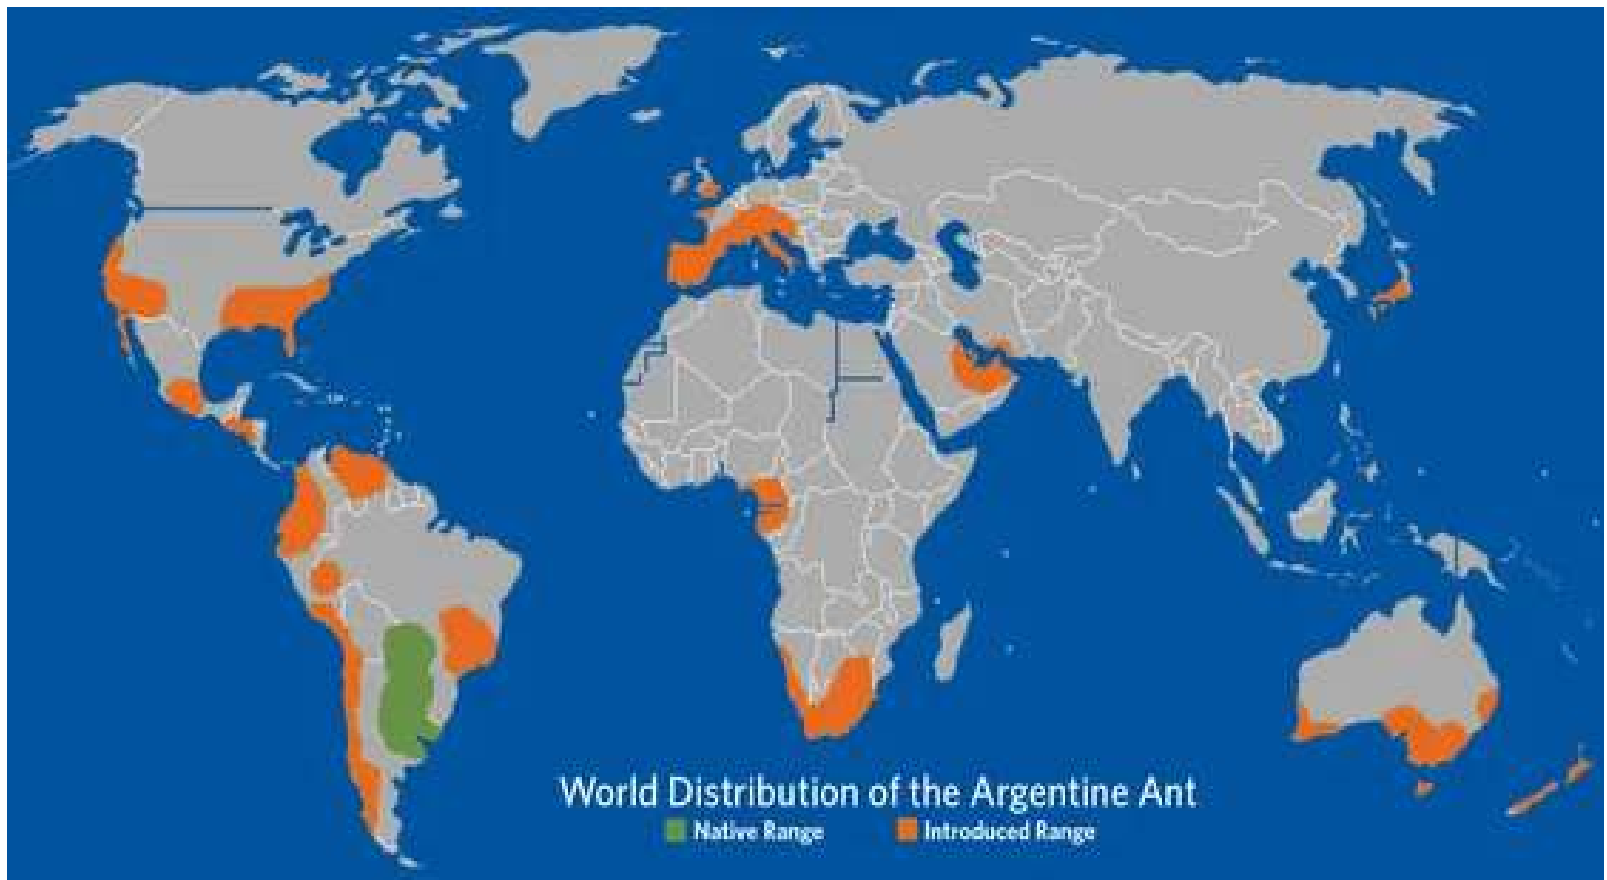 World Distribution of the Argentine Ant
Native Range
Introduced Range